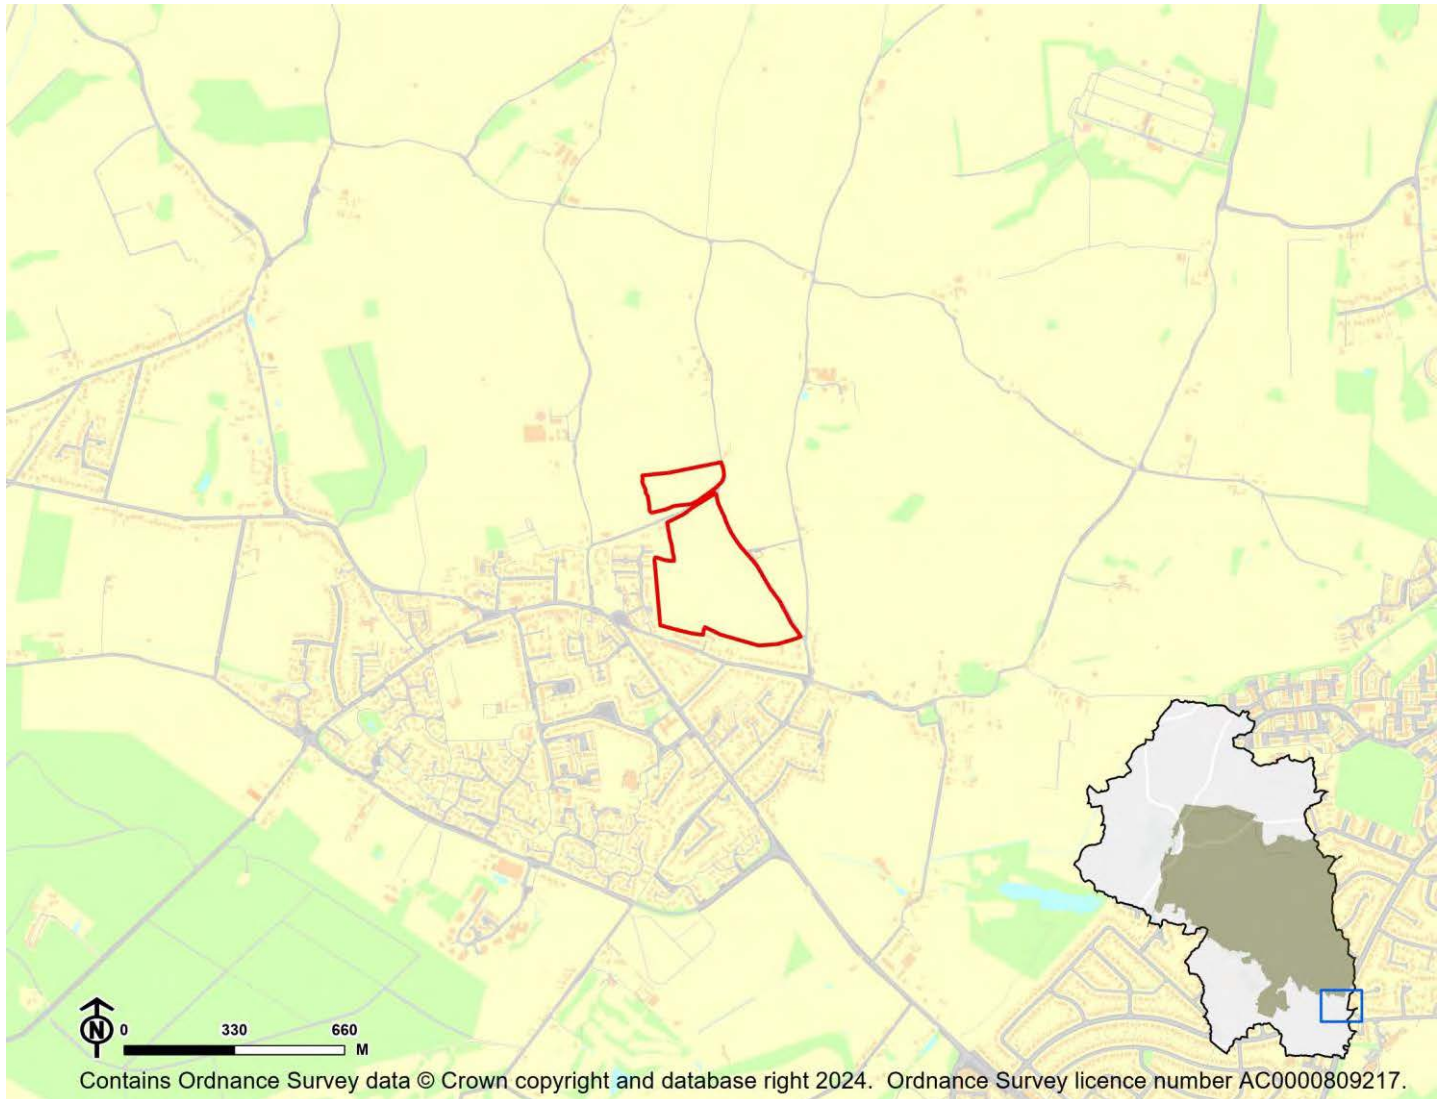 N
0 330 660
M
Contains Ordnance Survey data © Crown copyright and database right 2024. Ordnance Survey licence number AC0000809217.